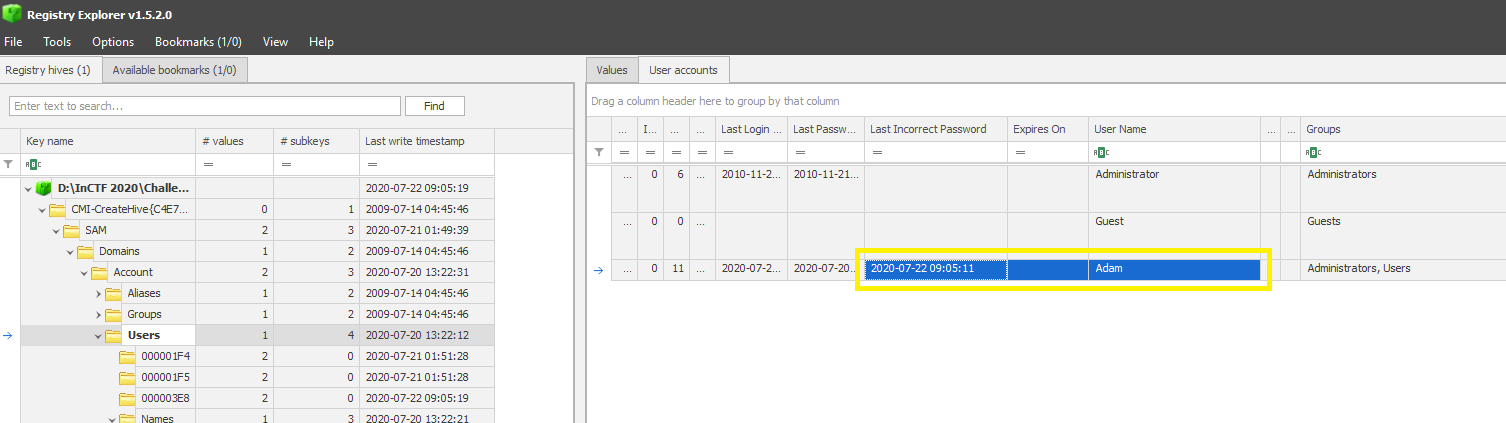 Registry Explorer v1.5.2.0
File Tools Options Bookmarks (1/0) View Help
Registry hives (1) Available bookmarks (1/0)
Enter text to search... Find
Key name # values # subkeys Last write timestamp
= = =
D:\InCTF 2020\Challe... 2020-07-22 09:05:19
CMI-CreateHive{C4E7... 0 1 2009-07-14 04:45:46
SAM 2 3 2020-07-21 01:49:39
Domains 1 2 2009-07-14 04:45:46
Account 2 3 2020-07-20 13:22:31
Aliases 1 2 2009-07-14 04:45:46
Groups 1 2 2009-07-14 04:45:46
Users 1 4 2020-07-20 13:22:12
000001F4 2 0 2020-07-21 01:51:28
000001F5 2 0 2020-07-21 01:51:28
000003E8 2 0 2020-07-22 09:05:19
Names 1 3 2020-07-20 13:22:21
Values User accounts
Drag a column header here to group by that column
... I... ... ... Last Login ... Last Passw... Last Incorrect Password Expires On User Name ... ... Groups
= = = = = = = =
... 0 6 ... 2010-11-2... 2010-11-21... Administrator Administrators
... 0 0 ... Guest Guests
... 0 11 ... 2020-07-2... 2020-07-20... 2020-07-22 09:05:11 Adam Administrators, Users